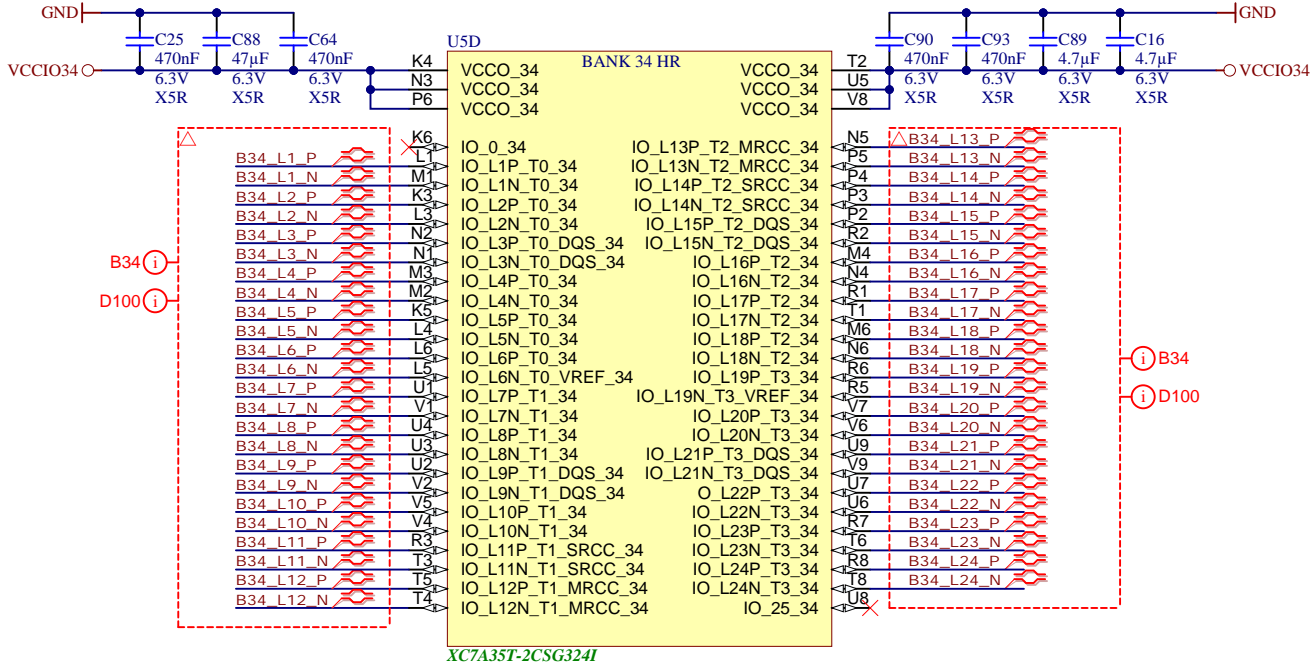 GND
C25
470nF
6.3V
X5R
C88
47µF
6.3V
X5R
C64
470nF
6.3V
X5R
VCCIO34
U5D
BANK 34 HR
C90
470nF
6.3V
X5R
C93
470nF
6.3V
X5R
C89
4.7µF
6.3V
X5R
C16
4.7µF
6.3V
X5R
GND
VCCIO34
K4 VCCO_34 VCCO_34 T2
N3 VCCO_34 VCCO_34 U5
P6 VCCO_34 VCCO_34 V8
K6 IO_0_34 IO_L13P_T2_MRCC_34 N5 B34_L13_P
B34_L1_P L1 IO_L1P_T0_34 IO_L13N_T2_MRCC_34 P5 B34_L13_N
B34_L1_N M1 IO_L1N_T0_34 IO_L14P_T2_SRCC_34 P4 B34_L14_P
B34_L2_P K3 IO_L2P_T0_34 IO_L14N_T2_SRCC_34 P3 B34_L14_N
B34_L2_N L3 IO_L2N_T0_34 IO_L15P_T2_DQS_34 P2 B34_L15_P
B34_L3_P N2 IO_L3P_T0_DQS_34 IO_L15N_T2_DQS_34 R2 B34_L15_N
B34_L3_N N1 IO_L3N_T0_DQS_34 IO_L16P_T2_34 M4 B34_L16_P
B34_L4_P M3 IO_L4P_T0_34 IO_L16N_T2_34 N4 B34_L16_N
B34_L4_N M2 IO_L4N_T0_34 IO_L17P_T2_34 R1 B34_L17_P
B34_L5_P K5 IO_L5P_T0_34 IO_L17N_T2_34 T1 B34_L17_N
B34_L5_N L4 IO_L5N_T0_34 IO_L18P_T2_34 M6 B34_L18_P
B34_L6_P L6 IO_L6P_T0_34 IO_L18N_T2_34 N6 B34_L18_N
B34_L6_N L5 IO_L6N_T0_VREF_34 IO_L19P_T3_34 R6 B34_L19_P
B34_L7_P U1 IO_L7P_T1_34 IO_L19N_T3_VREF_34 R5 B34_L19_N
B34_L7_N V1 IO_L7N_T1_34 IO_L20P_T3_34 V7 B34_L20_P
B34_L8_P U4 IO_L8P_T1_34 IO_L20N_T3_34 V6 B34_L20_N
B34_L8_N U3 IO_L8N_T1_34 IO_L21P_T3_DQS_34 U9 B34_L21_P
B34_L9_P U2 IO_L9P_T1_DQS_34 IO_L21N_T3_DQS_34 V9 B34_L21_N
B34_L9_N V2 IO_L9N_T1_DQS_34 O_L22P_T3_34 U7 B34_L22_P
B34_L10_P V5 IO_L10P_T1_34 IO_L22N_T3_34 U6 B34_L22_N
B34_L10_N V4 IO_L10N_T1_34 IO_L23P_T3_34 R7 B34_L23_P
B34_L11_P R3 IO_L11P_T1_SRCC_34 IO_L23N_T3_34 T6 B34_L23_N
B34_L11_N T3 IO_L11N_T1_SRCC_34 IO_L24P_T3_34 R8 B34_L24_P
B34_L12_P T5 IO_L12P_T1_MRCC_34 IO_L24N_T3_34 T8 B34_L24_N
B34_L12_N T4 IO_L12N_T1_MRCC_34 IO_25_34 U8
B34 i
D100 i
i B34
i D100
XC7A35T-2CSG324I